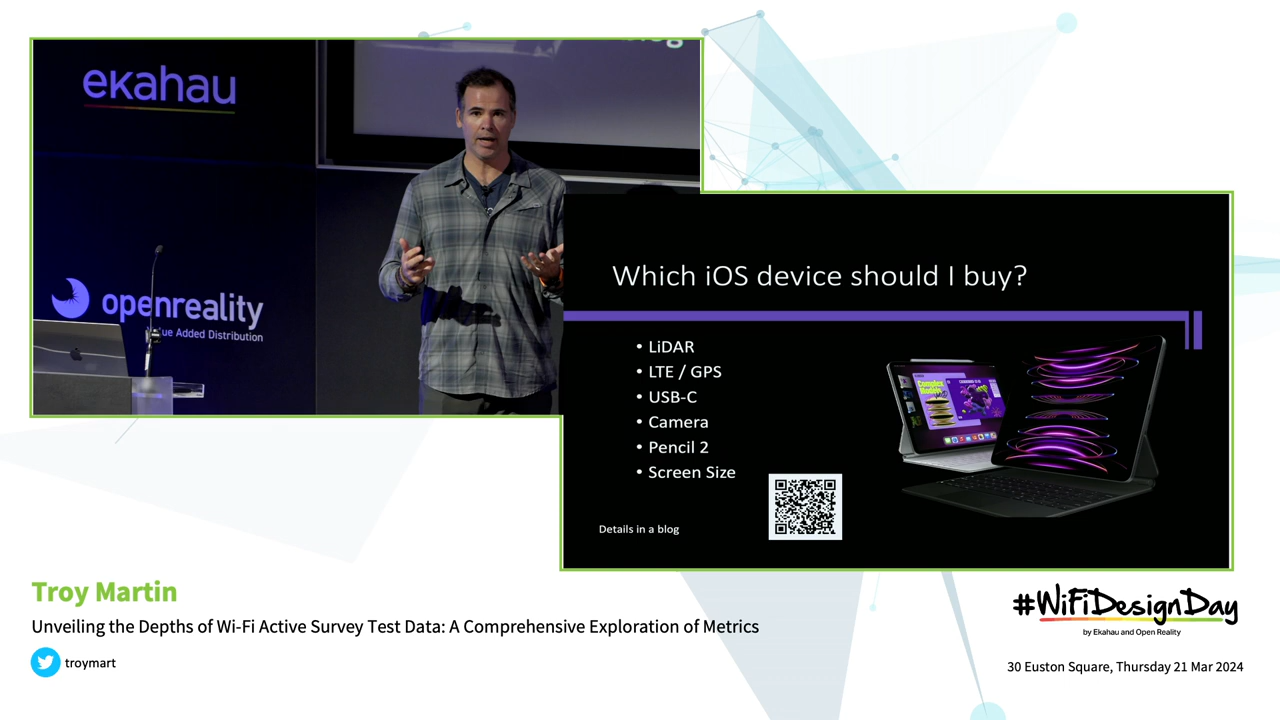 ekahau
openreality
ue Added Distribution
Which iOS device should I buy?
• LiDAR
• LTE / GPS
• USB-C
• Camera
• Pencil 2
• Screen Size
Details in a blog
Troy Martin
Unveiling the Depths of Wi-Fi Active Survey Test Data: A Comprehensive Exploration of Metrics
troymart
#WiFiDesignDay
by Ekahau and Open Reality
30 Euston Square, Thursday 21 Mar 2024